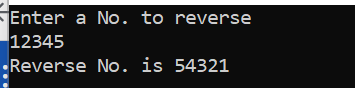 Enter a No. to reverse
12345
Reverse No. is 54321